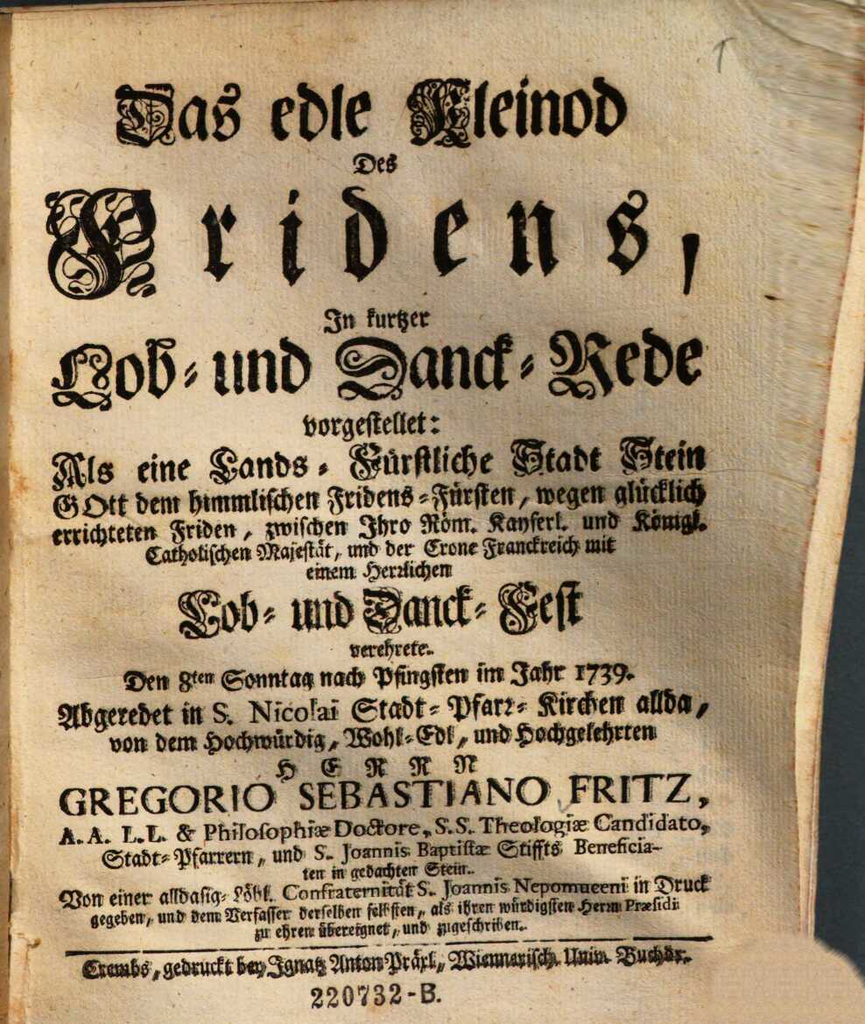 Das edle Kleinod
Des
Fridens,
In kurtzer
Lob- und Danck-Rede
vorgestellet:
Als eine Lands-Fürstliche Stadt Stein
GOtt dem himmlischen Fridens-Fürsten, wegen glücklich
errichteten Friden, zwischen Ihro Röm. Kayserl. und Königl.
Catholischen Majestät, und der Crone Franckreich mit
einem Herzlichen
Lob- und Danck-Fest
verehrete.
Den 8ten Sonntag nach Pfingsten im Jahr 1739.
Abgeredet in S. Nicolai Stadt-Pfarr-Kirchen allda,
von dem Hochwürdig, Wohl-Edl, und Hochgelehrten
HERRN
GREGORIO SEBASTIANO FRITZ,
A.A. L.L. & Philosophiæ Doctore, S.S. Theologiæ Candidato,
Stadt-Pfarrern, und S. Joannis Baptistæ Stiffts Beneficia-
ten in gedachten Stein.
Von einer alldasig-Löbl. Confraternität S. Joannis Nepomuceni in Druck
gegeben, und dem Verfasser derselben selbsten, als ihren würdigsten Herrn Præsidi
zu ehren übereignet, und zugeschriben.
Crembs, gedruckt bey Ignatz Anton Präxl, Wiennerisch. Univ. Buchdr.
220732-B.